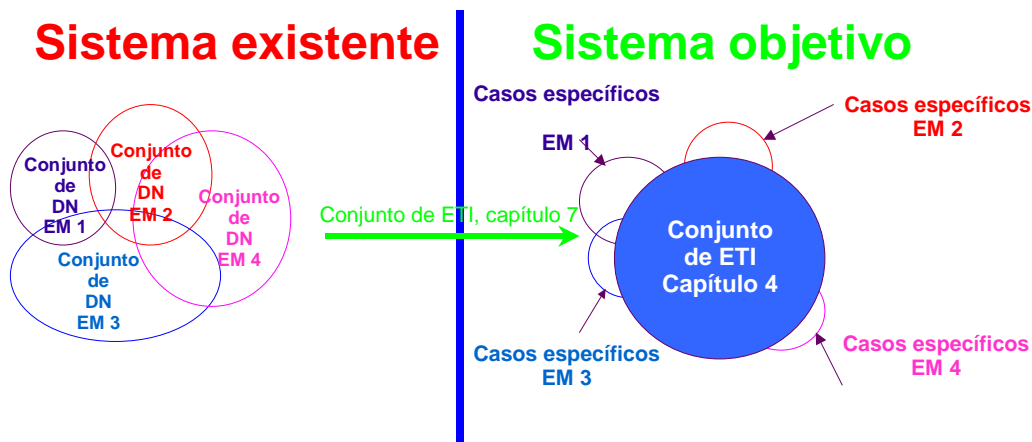 Sistema existente
Sistema objetivo
Conjunto
de
DN
EM 1
Conjunto
de
DN
EM 2
Conjunto
de
DN
EM 4
Conjunto
de
DN
EM 3
Conjunto de ETI, capítulo 7
Casos específicos
EM 1
Casos específicos
EM 2
Conjunto
de ETI
Capítulo 4
Casos específicos
EM 3
Casos específicos
EM 4